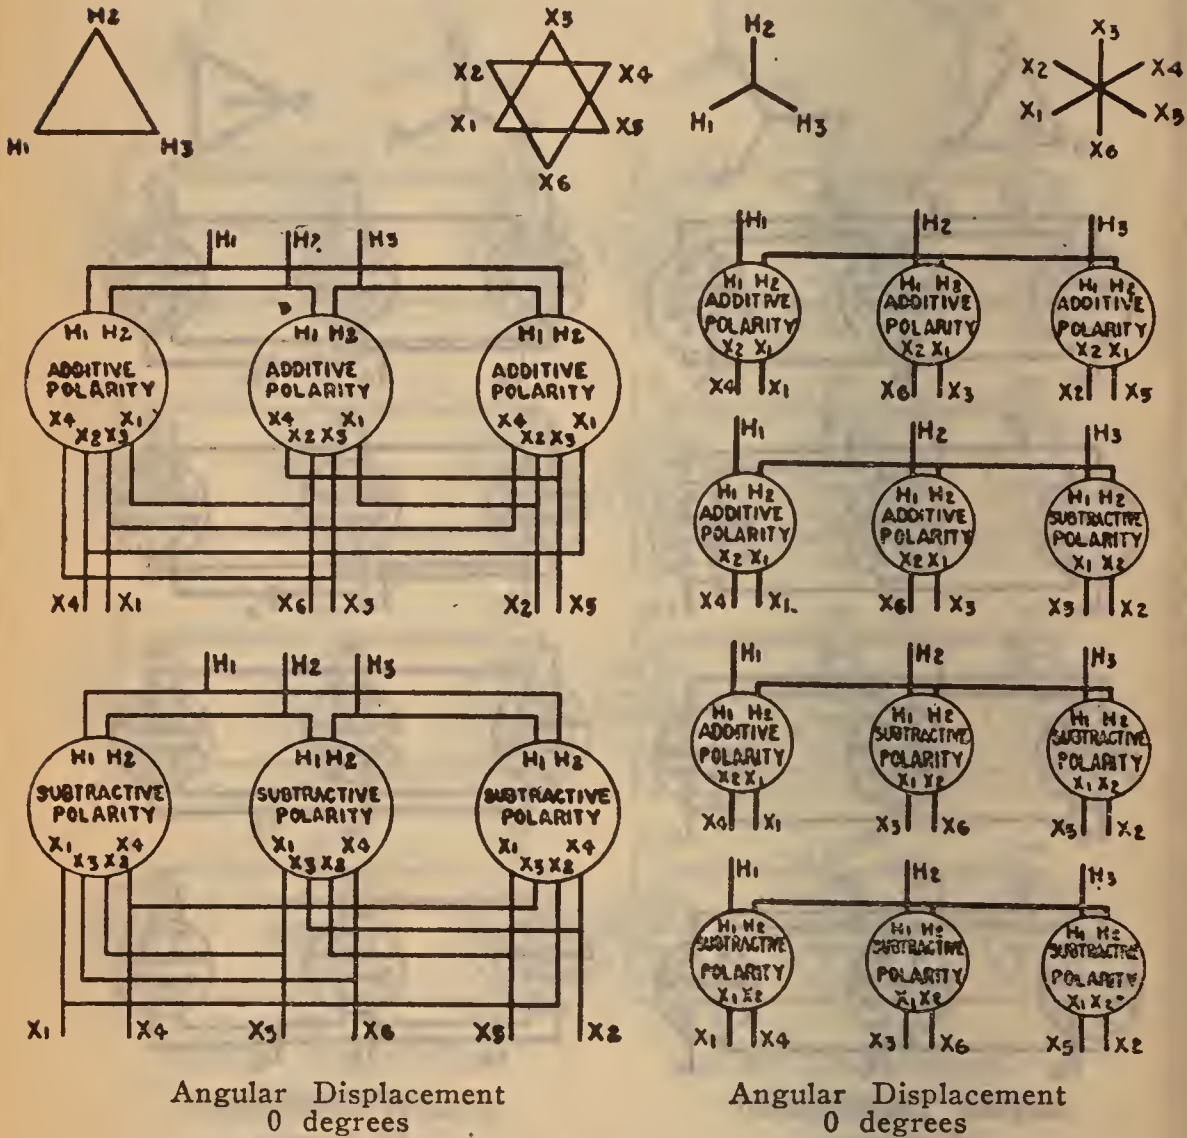 H2
H1 H3
X3
X2 X4
X1 X5
X6
H2
H1 H3
X3
X2 X4
X1 X5
X6
H1 H2 H3
H1 H2
ADDITIVE
POLARITY
X4 X1
X2 X3
H1 H2
ADDITIVE
POLARITY
X4 X1
X2 X3
H1 H2
ADDITIVE
POLARITY
X4 X1
X2 X3
X4 X1 X6 X3 X2 X5
H1 H2 H3
H1 H2
SUBTRACTIVE
POLARITY
X1 X4
X3 X2
H1 H2
SUBTRACTIVE
POLARITY
X1 X4
X3 X2
H1 H2
SUBTRACTIVE
POLARITY
X1 X4
X3 X2
X1 X4 X3 X6 X5 X2
Angular Displacement
0 degrees
H1 H2 H3
H1 H2
ADDITIVE
POLARITY
X2 X1
H1 H2
ADDITIVE
POLARITY
X2 X1
H1 H2
ADDITIVE
POLARITY
X2 X1
X4 X1 X6 X3 X2 X5
H1 H2 H3
H1 H2
ADDITIVE
POLARITY
X2 X1
H1 H2
ADDITIVE
POLARITY
X2 X1
H1 H2
SUBTRACTIVE
POLARITY
X1 X2
X4 X1. X6 X3 X5 X2
H1 H2 H3
H1 H2
ADDITIVE
POLARITY
X2 X1
H1 H2
SUBTRACTIVE
POLARITY
X1 X2
H1 H2
SUBTRACTIVE
POLARITY
X1 X2
X4 X1 X3 X6 X5 X2
H1 H2 H3
H1 H2
SUBTRACTIVE
POLARITY
X1 X2
H1 H2
SUBTRACTIVE
POLARITY
X1 X2
H1 H2
SUBTRACTIVE
POLARITY
X1 X2
X1 X4 X3 X6 X5 X2
Angular Displacement
0 degrees